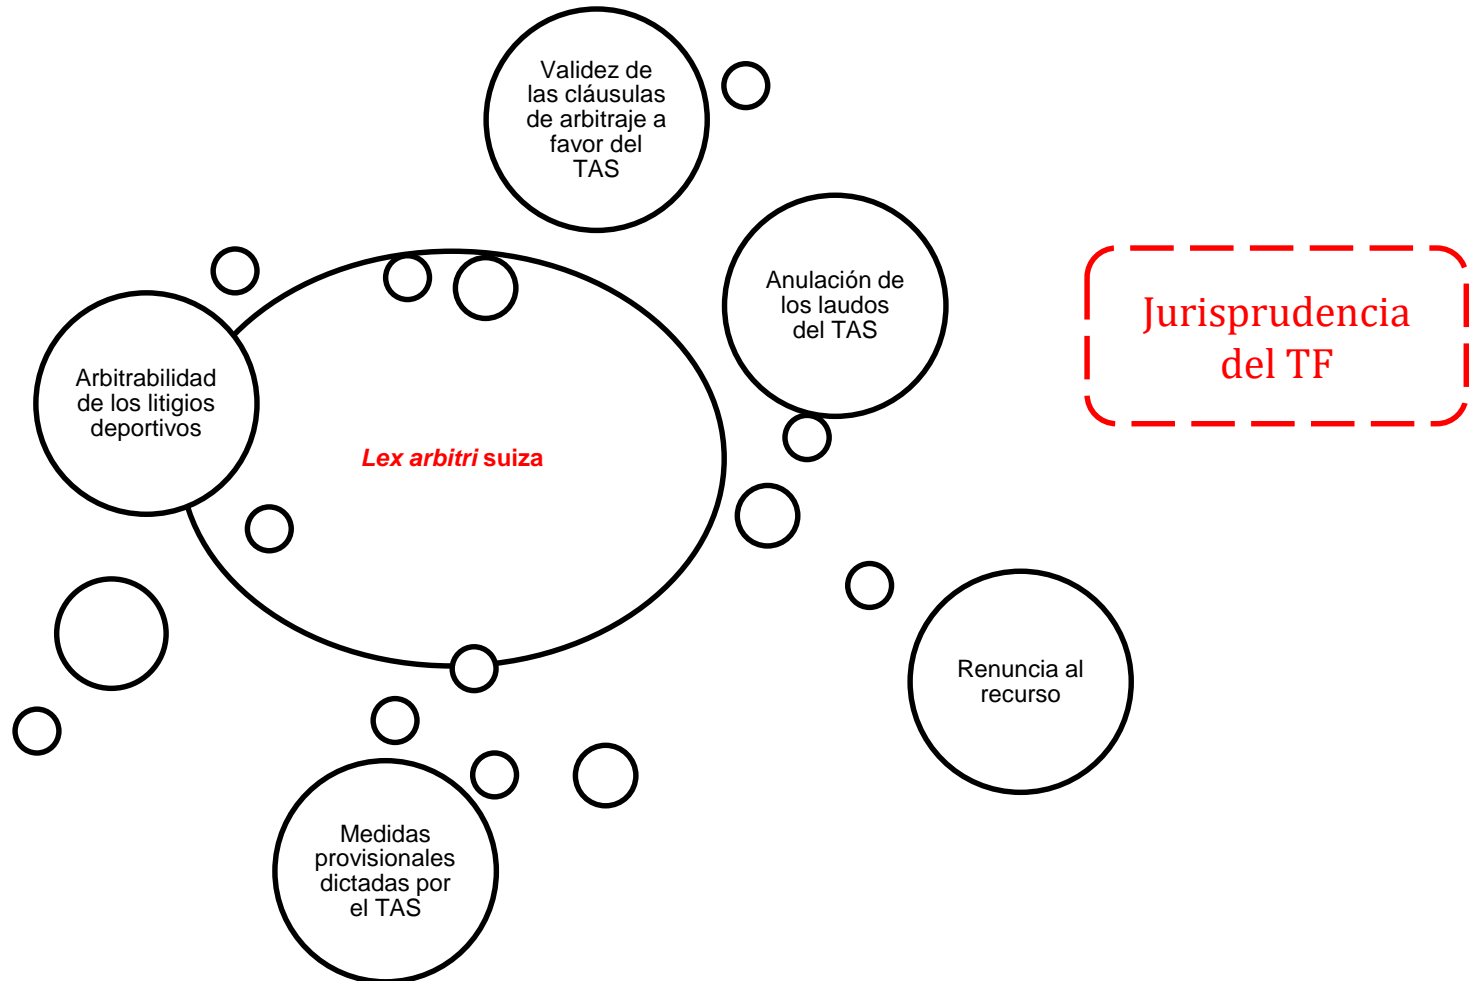 Validez de
las cláusulas
de arbitraje a
favor del
TAS
Anulación de
los laudos
del TAS
Jurisprudencia
del TF
Arbitrabilidad
de los litigios
deportivos
Lex arbitri suiza
Renuncia al
recurso
Medidas
provisionales
dictadas por
el TAS